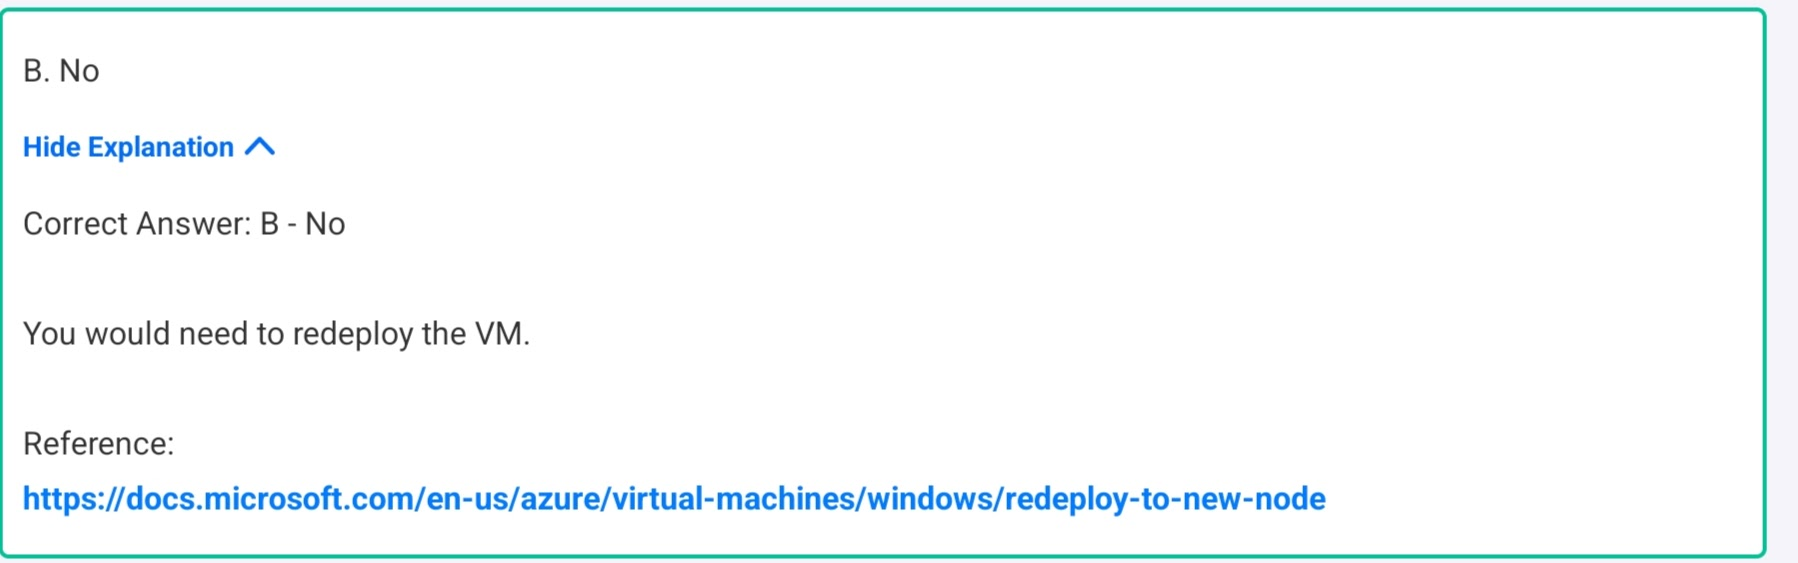 B. No
Hide Explanation
Correct Answer: B - No
You would need to redeploy the VM.
Reference:
https://docs.microsoft.com/en-us/azure/virtual-machines/windows/redeploy-to-new-node